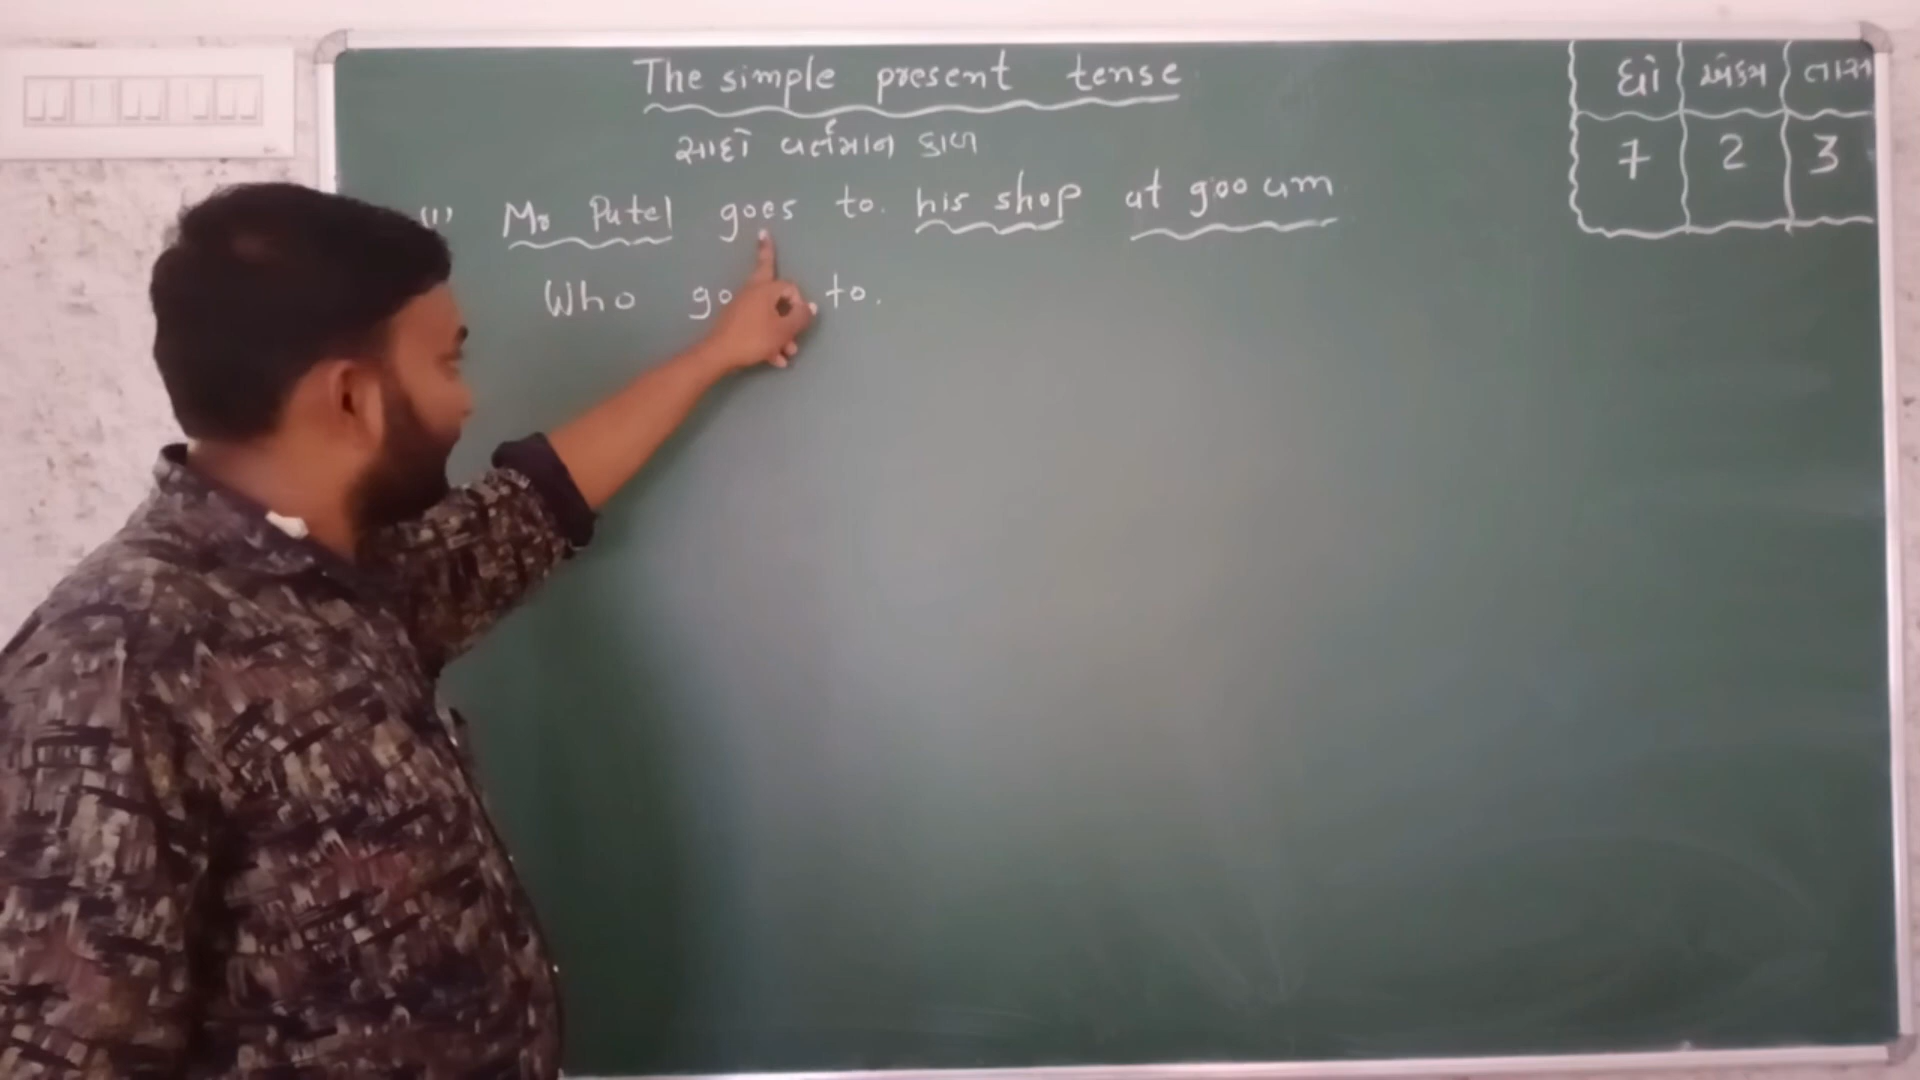 The simple present tense
સાદો વર્તમાન કાળ
(1) Mr Patel goes to his shop at 9:00 am
Who go to.
ધો એકમ તાસ
7 2 3